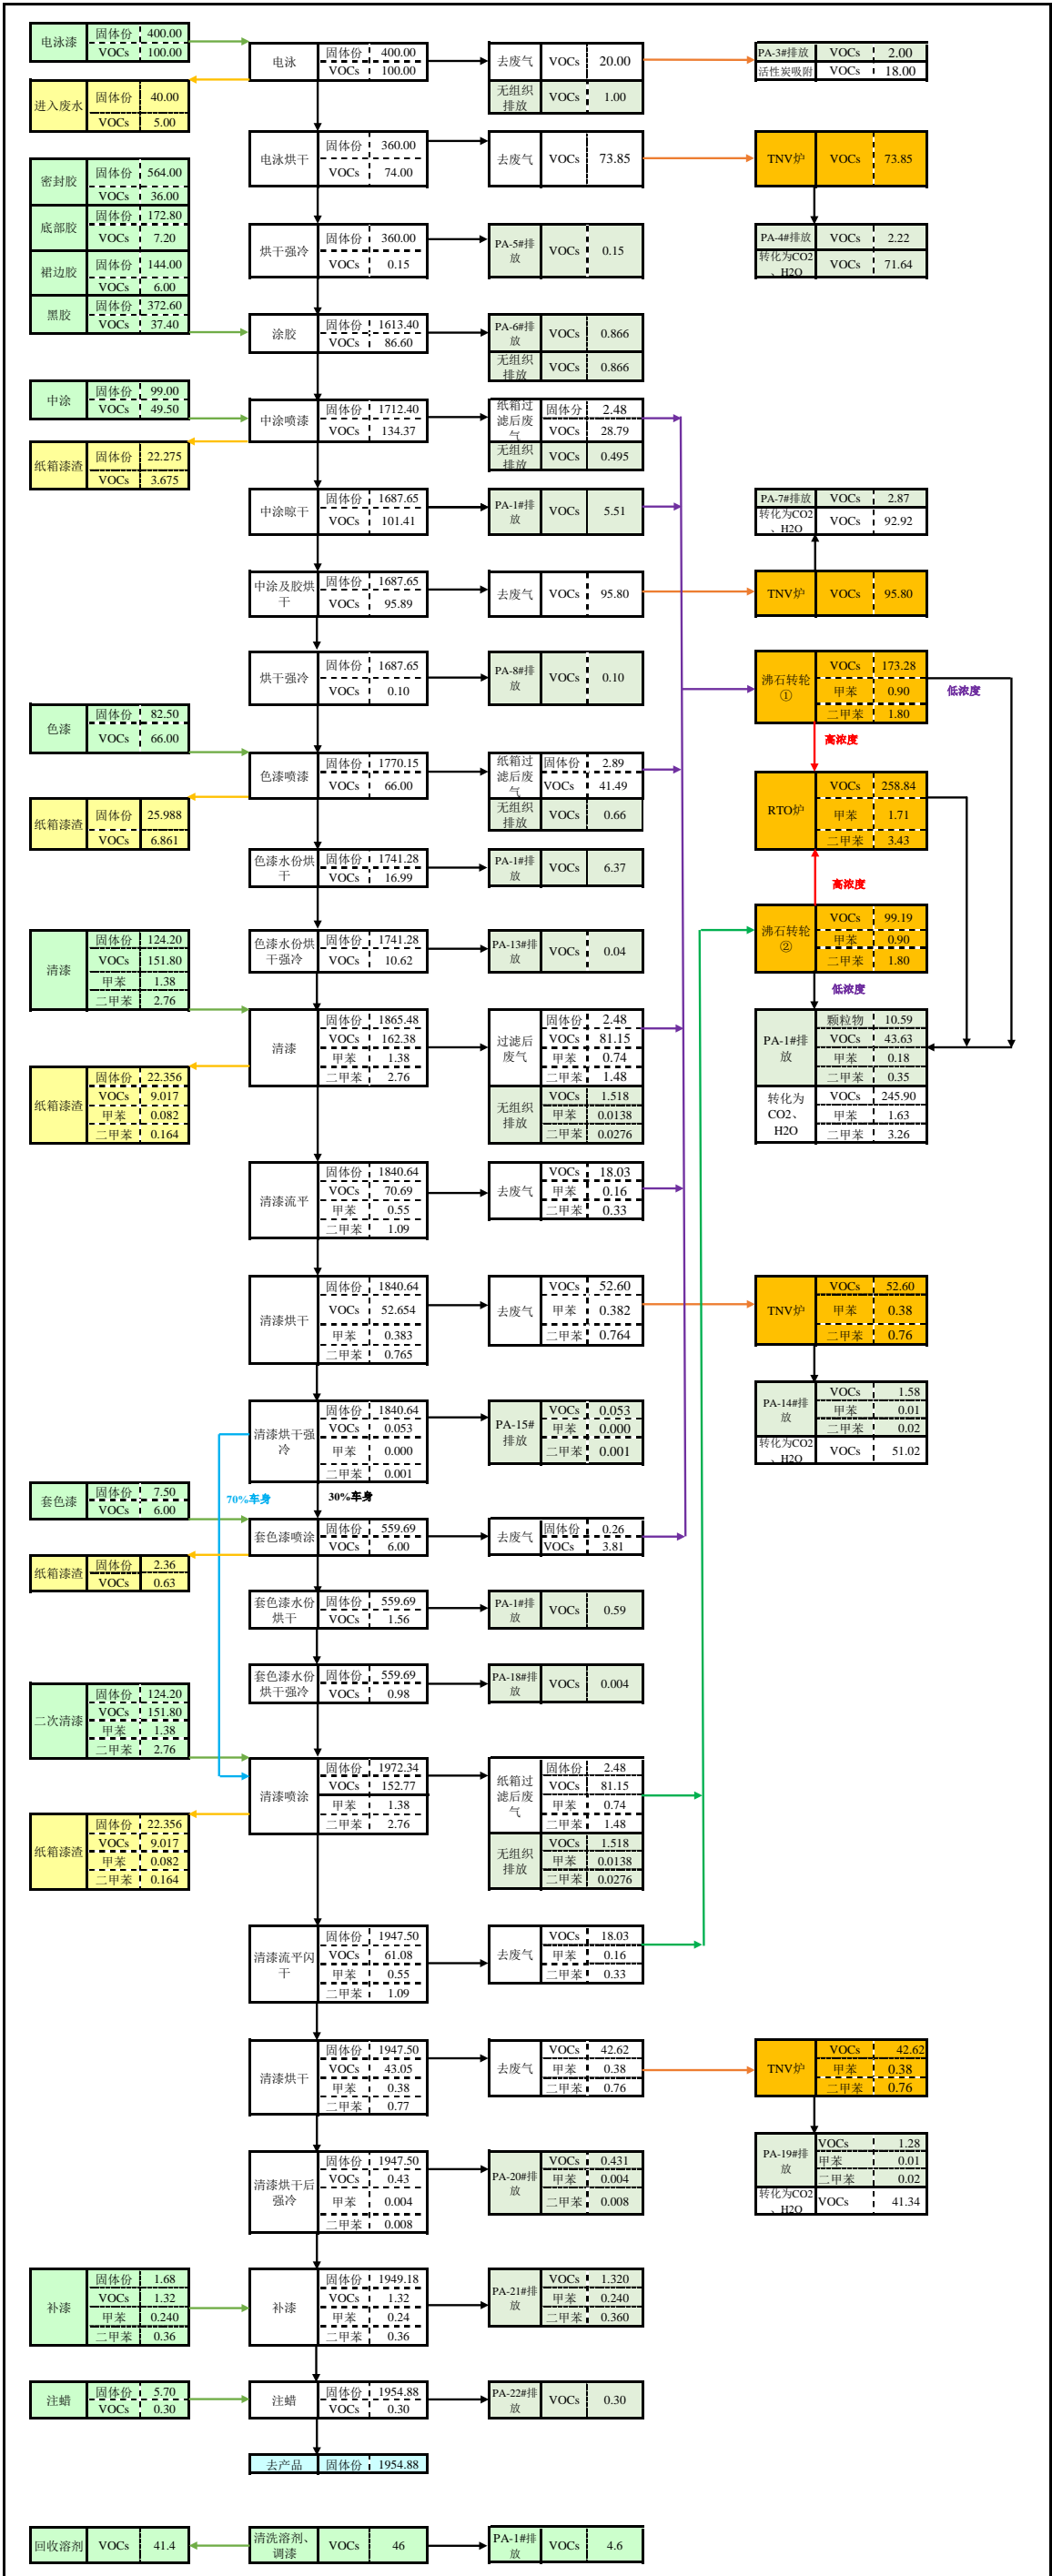 电泳漆 固体份 400.00
VOCs 100.00
电泳 固体份 400.00
VOCs 100.00
去废气 VOCs 20.00
无组织排放 VOCs 1.00
PA-3#排放 VOCs 2.00
活性炭吸附 VOCs 18.00
进入废水 固体份 40.00
VOCs 5.00
电泳烘干 固体份 360.00
VOCs 74.00
去废气 VOCs 73.85
TNV炉 VOCs 73.85
密封胶 固体份 564.00
VOCs 36.00
底部胶 固体份 172.80
VOCs 7.20
裙边胶 固体份 144.00
VOCs 6.00
黑胶 固体份 372.60
VOCs 37.40
烘干强冷 固体份 360.00
VOCs 0.15
PA-5#排放 VOCs 0.15
PA-4#排放 VOCs 2.22
转化为CO2、H2O VOCs 71.64
涂胶 固体份 1613.40
VOCs 86.60
PA-6#排放 VOCs 0.866
无组织排放 VOCs 0.866
中涂 固体份 99.00
VOCs 49.50
中涂喷漆 固体份 1712.40
VOCs 134.37
纸箱过滤后废气 固体分 2.48
VOCs 28.79
无组织排放 VOCs 0.495
纸箱漆渣 固体份 22.275
VOCs 3.675
中涂晾干 固体份 1687.65
VOCs 101.41
PA-1#排放 VOCs 5.51
PA-7#排放 VOCs 2.87
转化为CO2、H2O VOCs 92.92
中涂及胶烘干 固体份 1687.65
VOCs 95.89
去废气 VOCs 95.80
TNV炉 VOCs 95.80
烘干强冷 固体份 1687.65
VOCs 0.10
PA-8#排放 VOCs 0.10
沸石转轮① VOCs 173.28
甲苯 0.90
二甲苯 1.80
低浓度
高浓度
色漆 固体份 82.50
VOCs 66.00
色漆喷漆 固体份 1770.15
VOCs 66.00
纸箱过滤后废气 固体份 2.89
VOCs 41.49
无组织排放 VOCs 0.66
RTO炉 VOCs 258.84
甲苯 1.71
二甲苯 3.43
纸箱漆渣 固体份 25.988
VOCs 6.861
色漆水份烘干 固体份 1741.28
VOCs 16.99
PA-1#排放 VOCs 6.37
高浓度
色漆水份烘干强冷 固体份 1741.28
VOCs 10.62
PA-13#排放 VOCs 0.04
沸石转轮② VOCs 99.19
甲苯 0.90
二甲苯 1.80
低浓度
清漆 固体份 124.20
VOCs 151.80
甲苯 1.38
二甲苯 2.76
清漆 固体份 1865.48
VOCs 162.38
甲苯 1.38
二甲苯 2.76
过滤后废气 固体份 2.48
VOCs 81.15
甲苯 0.74
二甲苯 1.48
无组织排放 VOCs 1.518
甲苯 0.0138
二甲苯 0.0276
PA-1#排放 颗粒物 10.59
VOCs 43.63
甲苯 0.18
二甲苯 0.35
转化为CO2、H2O VOCs 245.90
甲苯 1.63
二甲苯 3.26
纸箱漆渣 固体份 22.356
VOCs 9.017
甲苯 0.082
二甲苯 0.164
清漆流平 固体份 1840.64
VOCs 70.69
甲苯 0.55
二甲苯 1.09
去废气 VOCs 18.03
甲苯 0.16
二甲苯 0.33
清漆烘干 固体份 1840.64
VOCs 52.654
甲苯 0.383
二甲苯 0.765
去废气 VOCs 52.60
甲苯 0.382
二甲苯 0.764
TNV炉 VOCs 52.60
甲苯 0.38
二甲苯 0.76
清漆烘干强冷 固体份 1840.64
VOCs 0.053
甲苯 0.000
二甲苯 0.001
PA-15#排放 VOCs 0.053
甲苯 0.000
二甲苯 0.001
PA-14#排放 VOCs 1.58
甲苯 0.01
二甲苯 0.02
转化为CO2、H2O VOCs 51.02
70%车身
30%车身
套色漆 固体份 7.50
VOCs 6.00
套色漆喷涂 固体份 559.69
VOCs 6.00
去废气 固体份 0.26
VOCs 3.81
纸箱漆渣 固体份 2.36
VOCs 0.63
套色漆水份烘干 固体份 559.69
VOCs 1.56
PA-1#排放 VOCs 0.59
套色漆水份烘干强冷 固体份 559.69
VOCs 0.98
PA-18#排放 VOCs 0.004
二次清漆 固体份 124.20
VOCs 151.80
甲苯 1.38
二甲苯 2.76
清漆喷涂 固体份 1972.34
VOCs 152.77
甲苯 1.38
二甲苯 2.76
纸箱过滤后废气 固体份 2.48
VOCs 81.15
甲苯 0.74
二甲苯 1.48
无组织排放 VOCs 1.518
甲苯 0.0138
二甲苯 0.0276
纸箱漆渣 固体份 22.356
VOCs 9.017
甲苯 0.082
二甲苯 0.164
清漆流平闪干 固体份 1947.50
VOCs 61.08
甲苯 0.55
二甲苯 1.09
去废气 VOCs 18.03
甲苯 0.16
二甲苯 0.33
清漆烘干 固体份 1947.50
VOCs 43.05
甲苯 0.38
二甲苯 0.77
去废气 VOCs 42.62
甲苯 0.38
二甲苯 0.76
TNV炉 VOCs 42.62
甲苯 0.38
二甲苯 0.76
清漆烘干后强冷 固体份 1947.50
VOCs 0.43
甲苯 0.004
二甲苯 0.008
PA-20#排放 VOCs 0.431
甲苯 0.004
二甲苯 0.008
PA-19#排放 VOCs 1.28
甲苯 0.01
二甲苯 0.02
转化为CO2、H2O VOCs 41.34
补漆 固体份 1.68
VOCs 1.32
甲苯 0.240
二甲苯 0.36
补漆 固体份 1949.18
VOCs 1.32
甲苯 0.24
二甲苯 0.36
PA-21#排放 VOCs 1.320
甲苯 0.240
二甲苯 0.360
注蜡 固体份 5.70
VOCs 0.30
注蜡 固体份 1954.88
VOCs 0.30
PA-22#排放 VOCs 0.30
去产品 固体份 1954.88
回收溶剂 VOCs 41.4
清洗溶剂、调漆 VOCs 46
PA-1#排放 VOCs 4.6